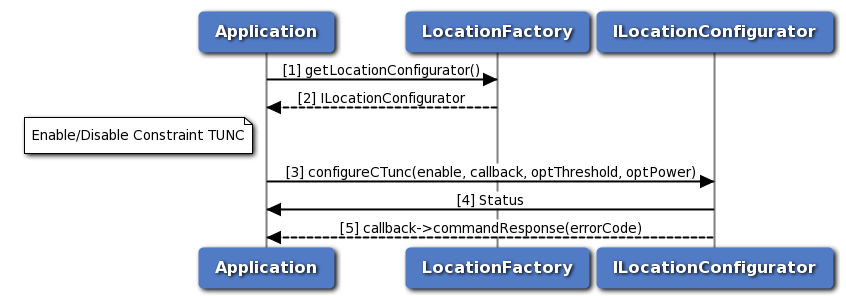 Application
LocationFactory
ILocationConfigurator
[1] getLocationConfigurator()
[2] ILocationConfigurator
Enable/Disable Constraint TUNC
[3] configureCTunc(enable, callback, optThreshold, optPower)
[4] Status
[5] callback->commandResponse(errorCode)
Application
LocationFactory
ILocationConfigurator